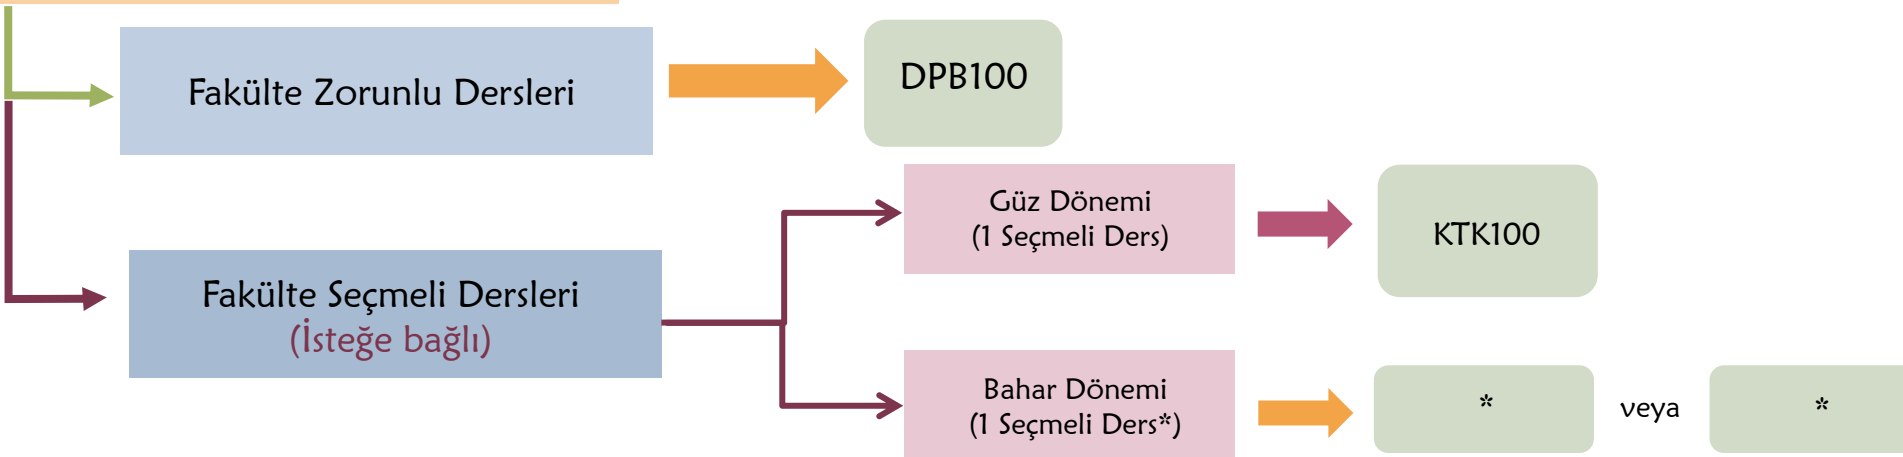 Fakülte Zorunlu Dersleri
DPB100
Fakülte Seçmeli Dersleri
(İsteğe bağlı)
Güz Dönemi
(1 Seçmeli Ders)
KTK100
Bahar Dönemi
(1 Seçmeli Ders*)
*
veya
*